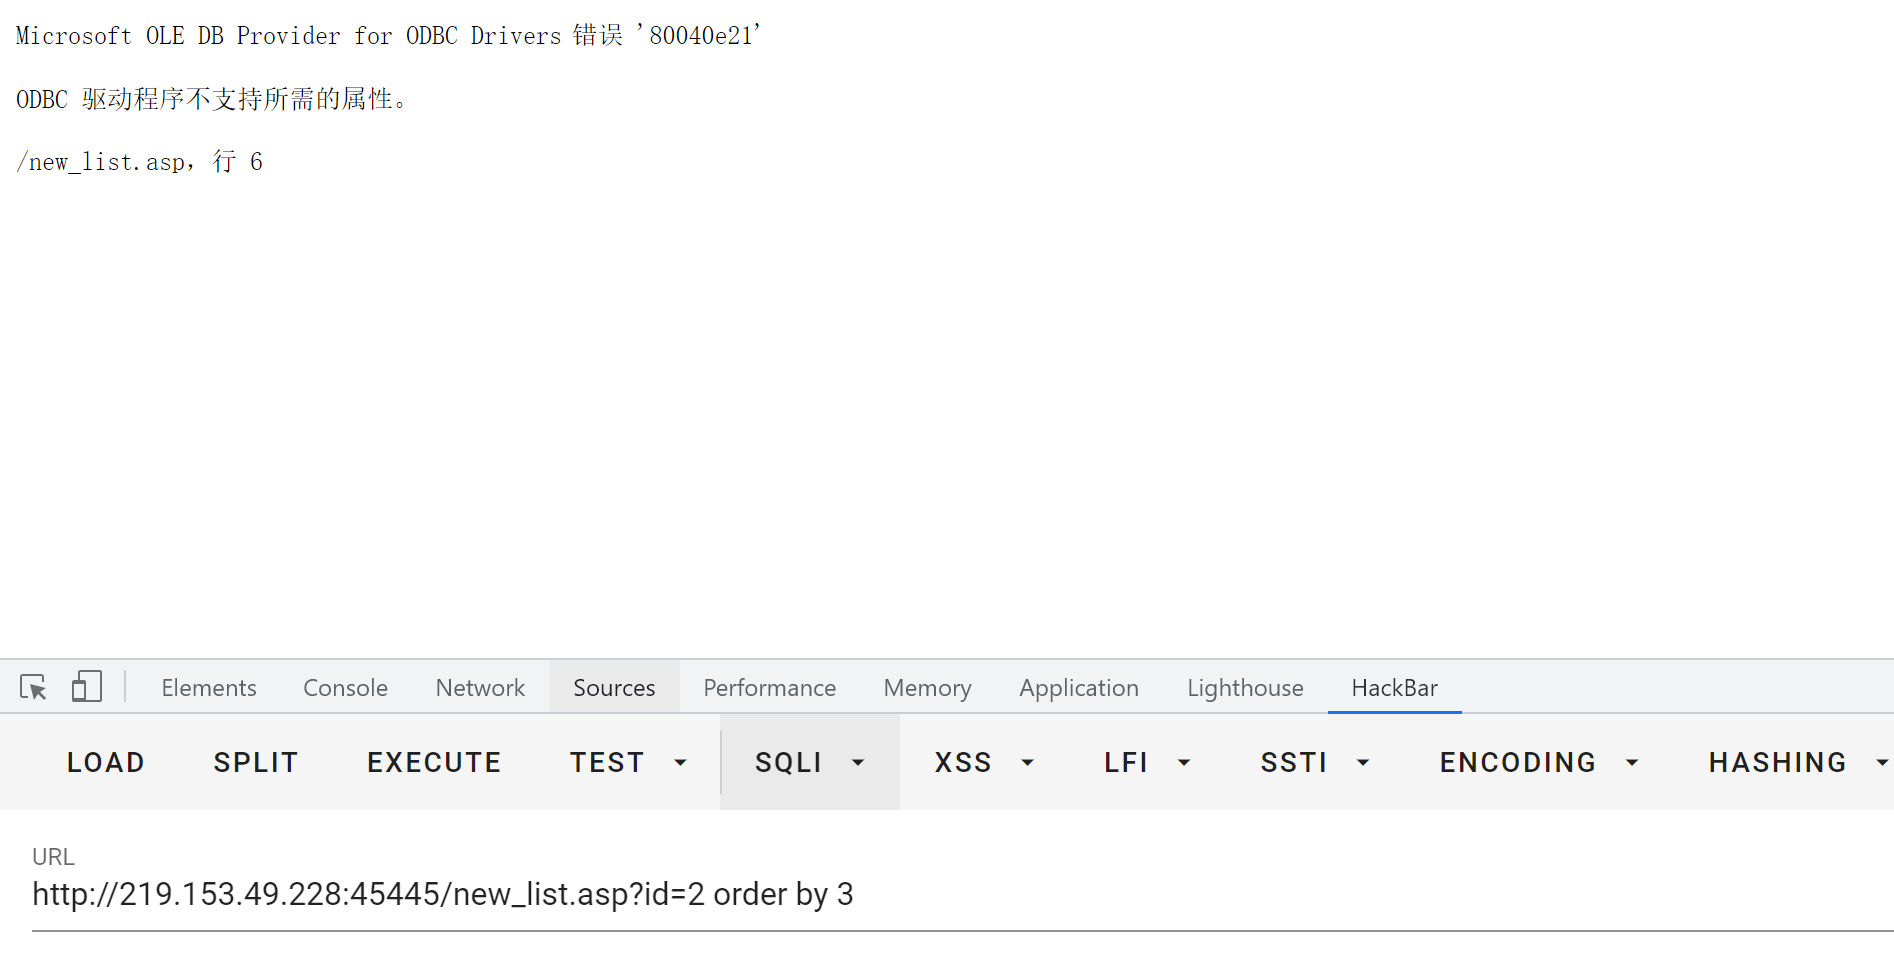 Microsoft OLE DB Provider for ODBC Drivers 错误 '80040e21'
ODBC 驱动程序不支持所需的属性。
/new_list.asp，行 6
Elements Console Network Sources Performance Memory Application Lighthouse HackBar
LOAD SPLIT EXECUTE TEST SQLI XSS LFI SSTI ENCODING HASHING
URL
http://219.153.49.228:45445/new_list.asp?id=2 order by 3